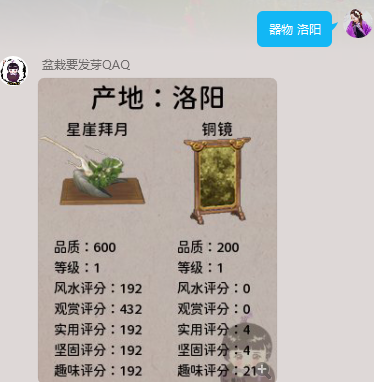 器物 洛阳
盆栽要发芽QAQ
产地：洛阳
星崖拜月 铜镜
品质：600 品质：200
等级：1 等级：1
风水评分：192 风水评分：0
观赏评分：432 观赏评分：0
实用评分：192 实用评分：4
坚固评分：192 坚固评分：4
趣味评分：192 趣味评分：21